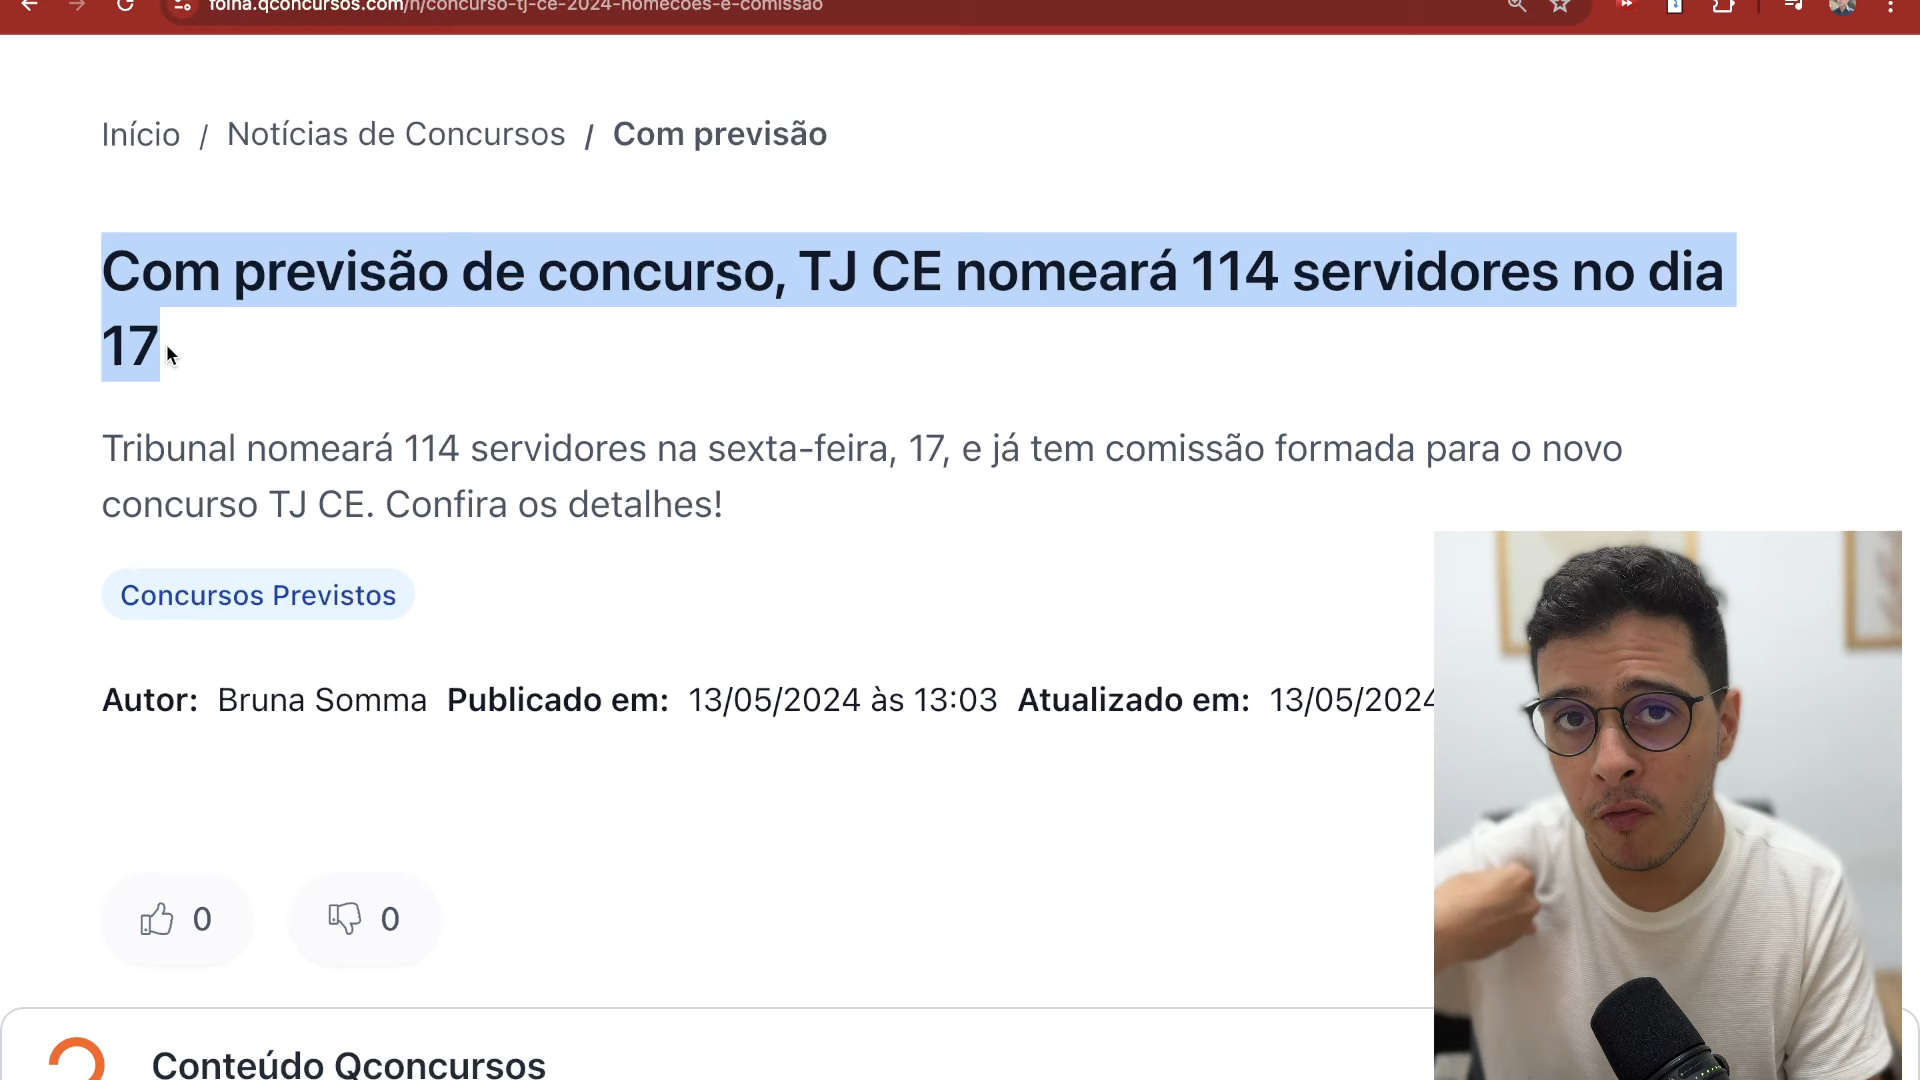 folha.qconcursos.com/n/concurso-tj-ce-2024-nomecoes-e-comissao
Início / Notícias de Concursos / Com previsão
Com previsão de concurso, TJ CE nomeará 114 servidores no dia
17
Tribunal nomeará 114 servidores na sexta-feira, 17, e já tem comissão formada para o novo
concurso TJ CE. Confira os detalhes!
Concursos Previstos
Autor: Bruna Somma Publicado em: 13/05/2024 às 13:03 Atualizado em: 13/05/2024
0 0
Conteúdo Qconcursos